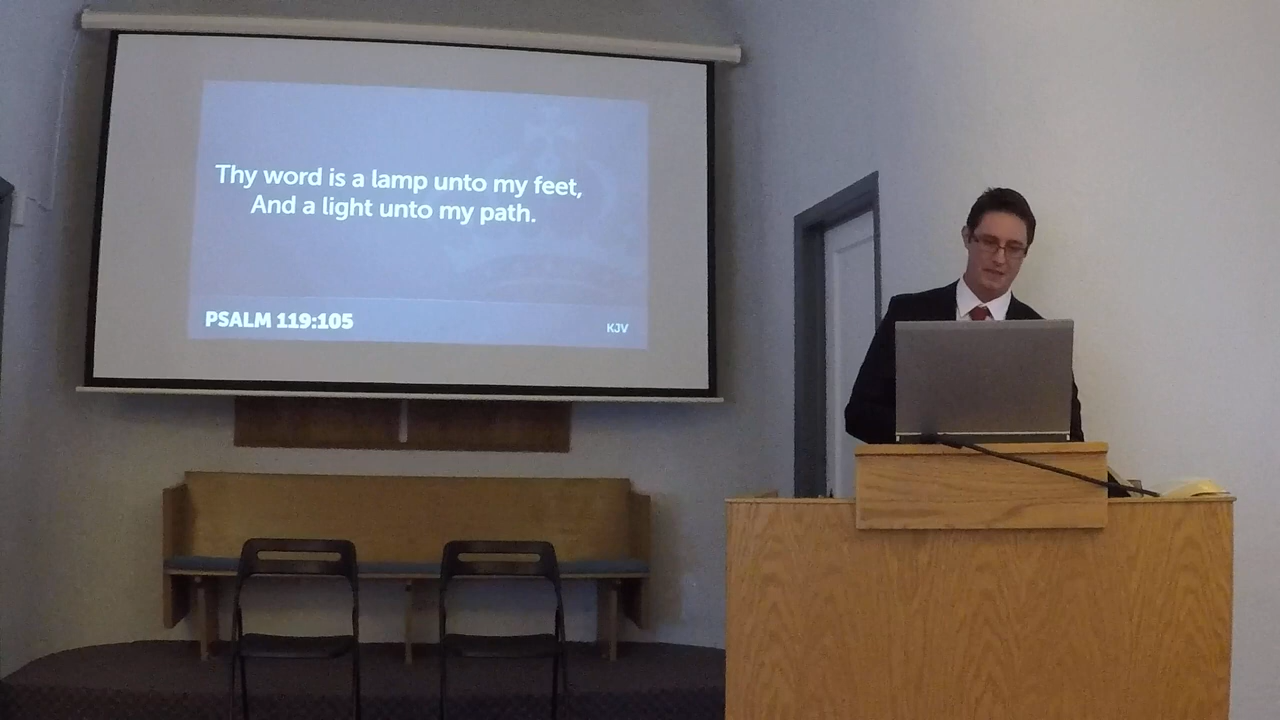 Thy word is a lamp unto my feet,
And a light unto my path.
PSALM 119:105
KJV